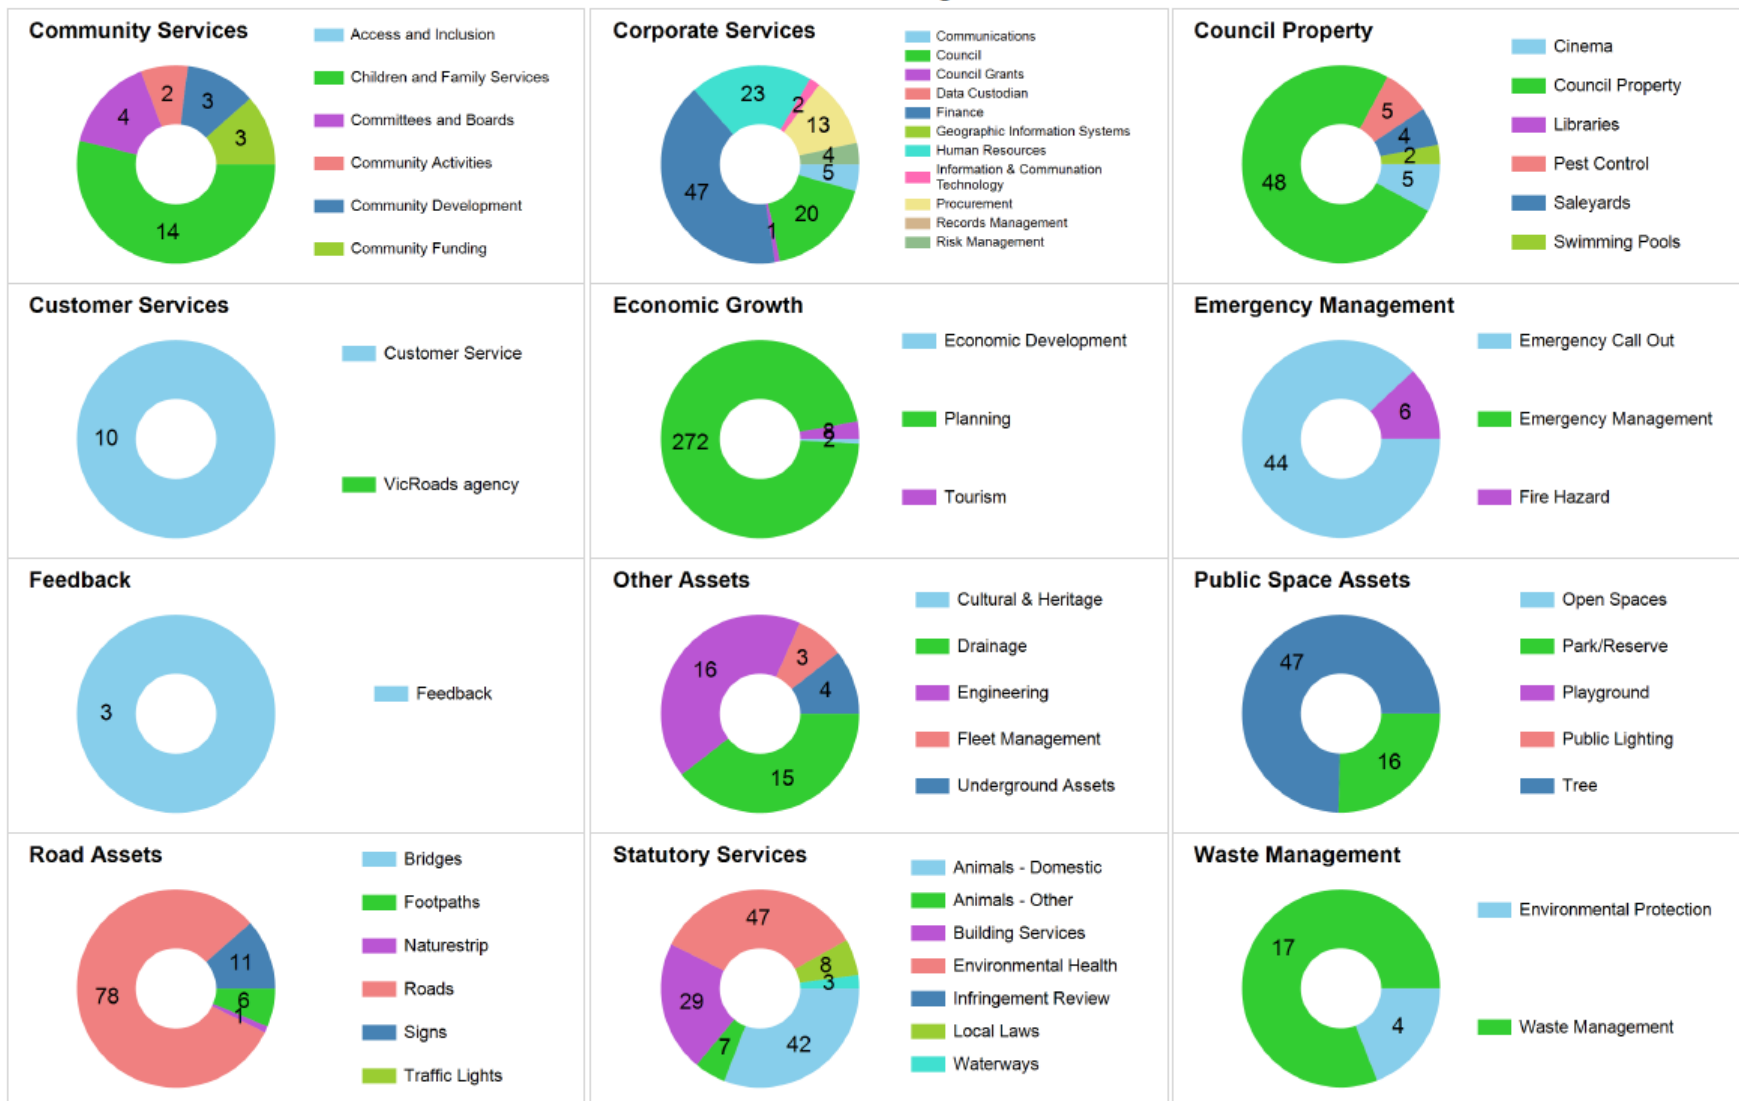 Community Services
Access and Inclusion
Children and Family Services
Committees and Boards
Community Activities
Community Development
Community Funding
2
3
4
3
14
Corporate Services
Communications
Council
Council Grants
Data Custodian
Finance
Geographic Information Systems
Human Resources
Information & Communation
Technology
Procurement
Records Management
Risk Management
23
2
13
4
5
47
20
1
Council Property
Cinema
Council Property
Libraries
Pest Control
Saleyards
Swimming Pools
5
4
2
5
48
Customer Services
Customer Service
VicRoads agency
10
Economic Growth
Economic Development
Planning
Tourism
8
2
272
Emergency Management
Emergency Call Out
Emergency Management
Fire Hazard
6
44
Feedback
Feedback
3
Other Assets
Cultural & Heritage
Drainage
Engineering
Fleet Management
Underground Assets
16
3
4
15
Public Space Assets
Open Spaces
Park/Reserve
Playground
Public Lighting
Tree
47
16
Road Assets
Bridges
Footpaths
Naturestrip
Roads
Signs
Traffic Lights
11
78
6
1
Statutory Services
Animals - Domestic
Animals - Other
Building Services
Environmental Health
Infringement Review
Local Laws
Waterways
47
8
3
29
7
42
Waste Management
Environmental Protection
Waste Management
17
4